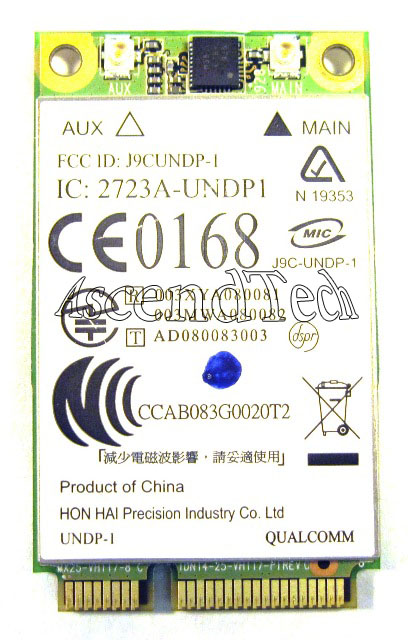 AUX MAIN
AUX △ ▲ MAIN
FCC ID: J9CUNDP-1
IC: 2723A-UNDP1
N 19353
CE0168
MIC
J9C-UNDP-1
AscendTech
R 003XYA080081
003MWA080082
T AD080083003
dspr
CCAB083G0020T2
「減少電磁波影響，請妥適使用」
Product of China
HON HAI Precision Industry Co. Ltd
UNDP-1 QUALCOMM